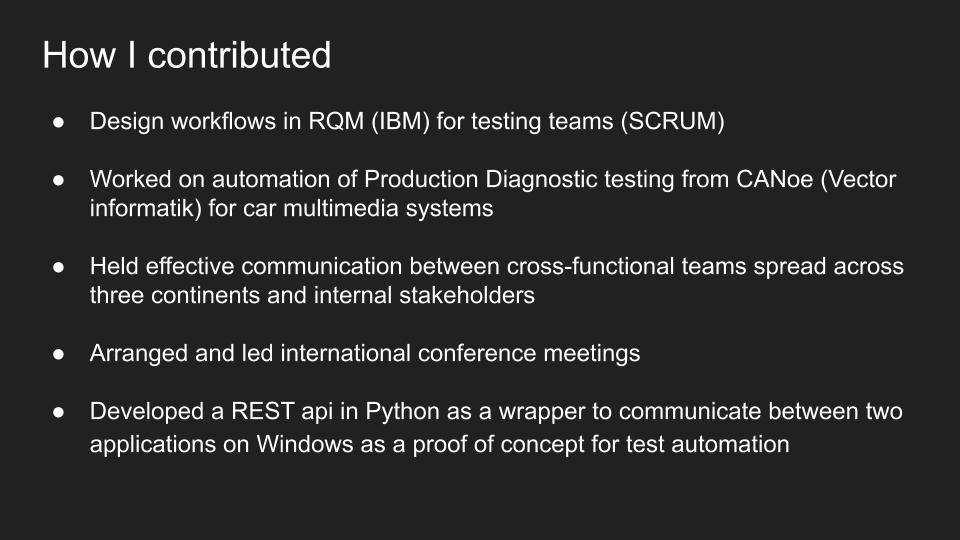 How I contributed
● Design workflows in RQM (IBM) for testing teams (SCRUM)
● Worked on automation of Production Diagnostic testing from CANoe (Vector
informatik) for car multimedia systems
● Held effective communication between cross-functional teams spread across
three continents and internal stakeholders
● Arranged and led international conference meetings
● Developed a REST api in Python as a wrapper to communicate between two
applications on Windows as a proof of concept for test automation